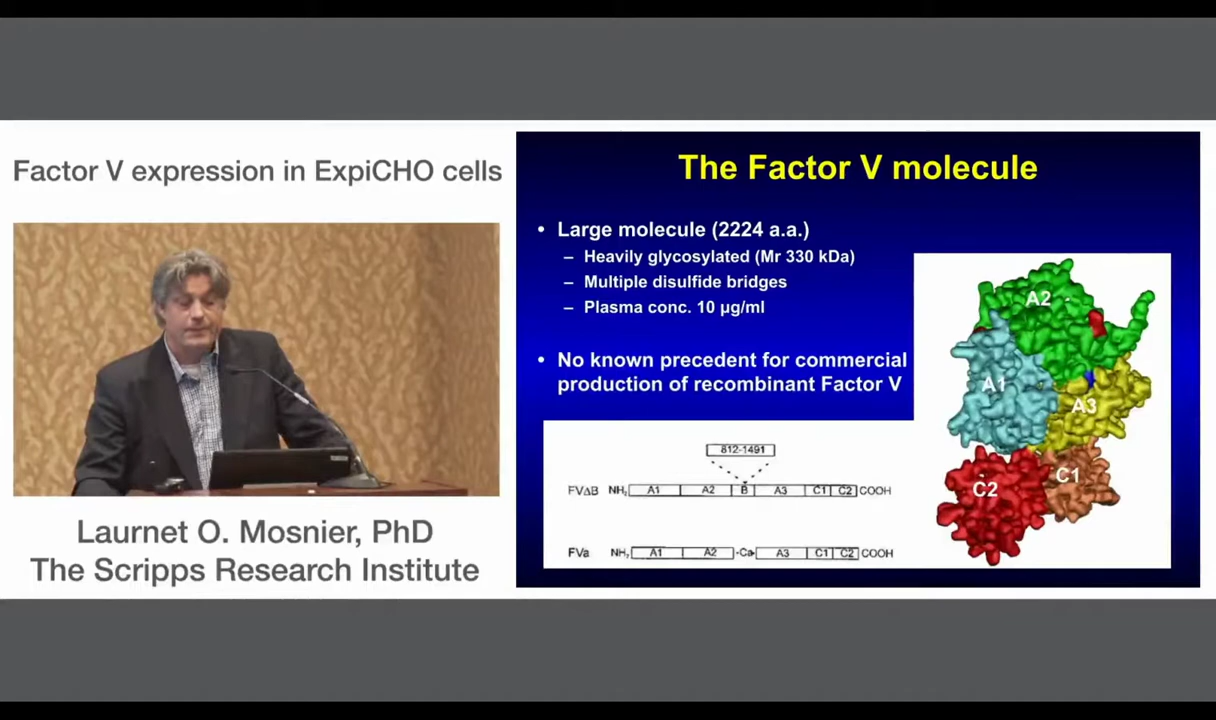 Factor V expression in ExpiCHO cells
Laurnet O. Mosnier, PhD
The Scripps Research Institute
The Factor V molecule
• Large molecule (2224 a.a.)
– Heavily glycosylated (Mr 330 kDa)
– Multiple disulfide bridges
– Plasma conc. 10 µg/ml
• No known precedent for commercial
production of recombinant Factor V
812-1491
FVΔB NH₂ A1 A2 B A3 C1 C2 COOH
FVa NH₂ A1 A2 -Ca- A3 C1 C2 COOH
A2
A1
A3
C1
C2